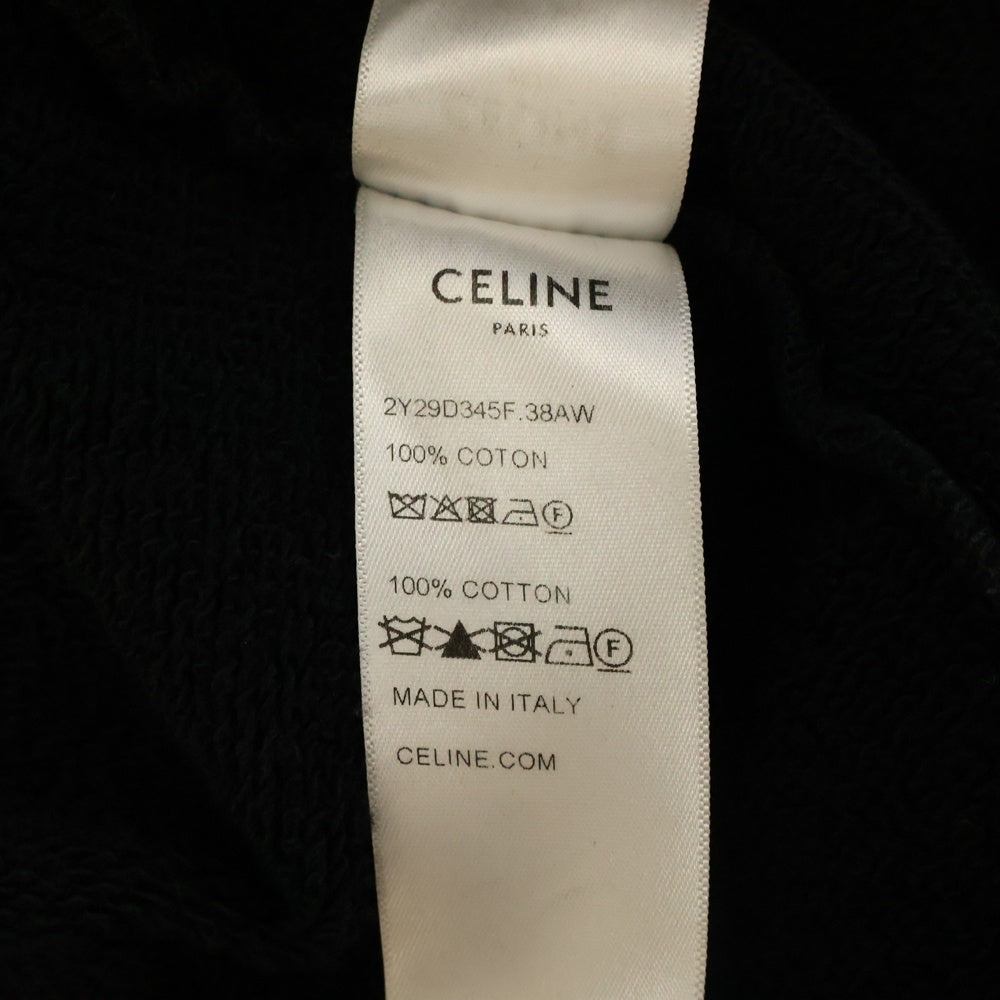 CELINE
PARIS
2Y29D345F.38AW
100% COTON
F
100% COTTON
F
MADE IN ITALY
CELINE.COM